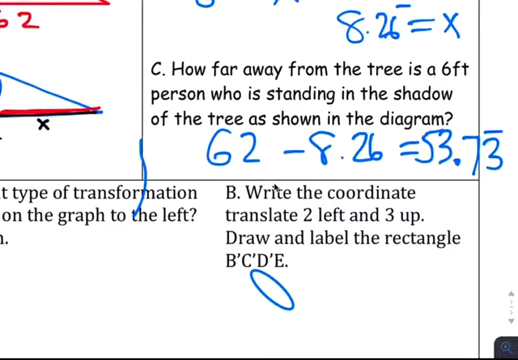 62
8.26̅ = x
C. How far away from the tree is a 6ft
person who is standing in the shadow
of the tree as shown in the diagram?
x
62 - 8.26 = 53.73̅
t type of transformation
on the graph to the left?
B. Write the coordinate
translate 2 left and 3 up.
Draw and label the rectangle
B'C'D'E.